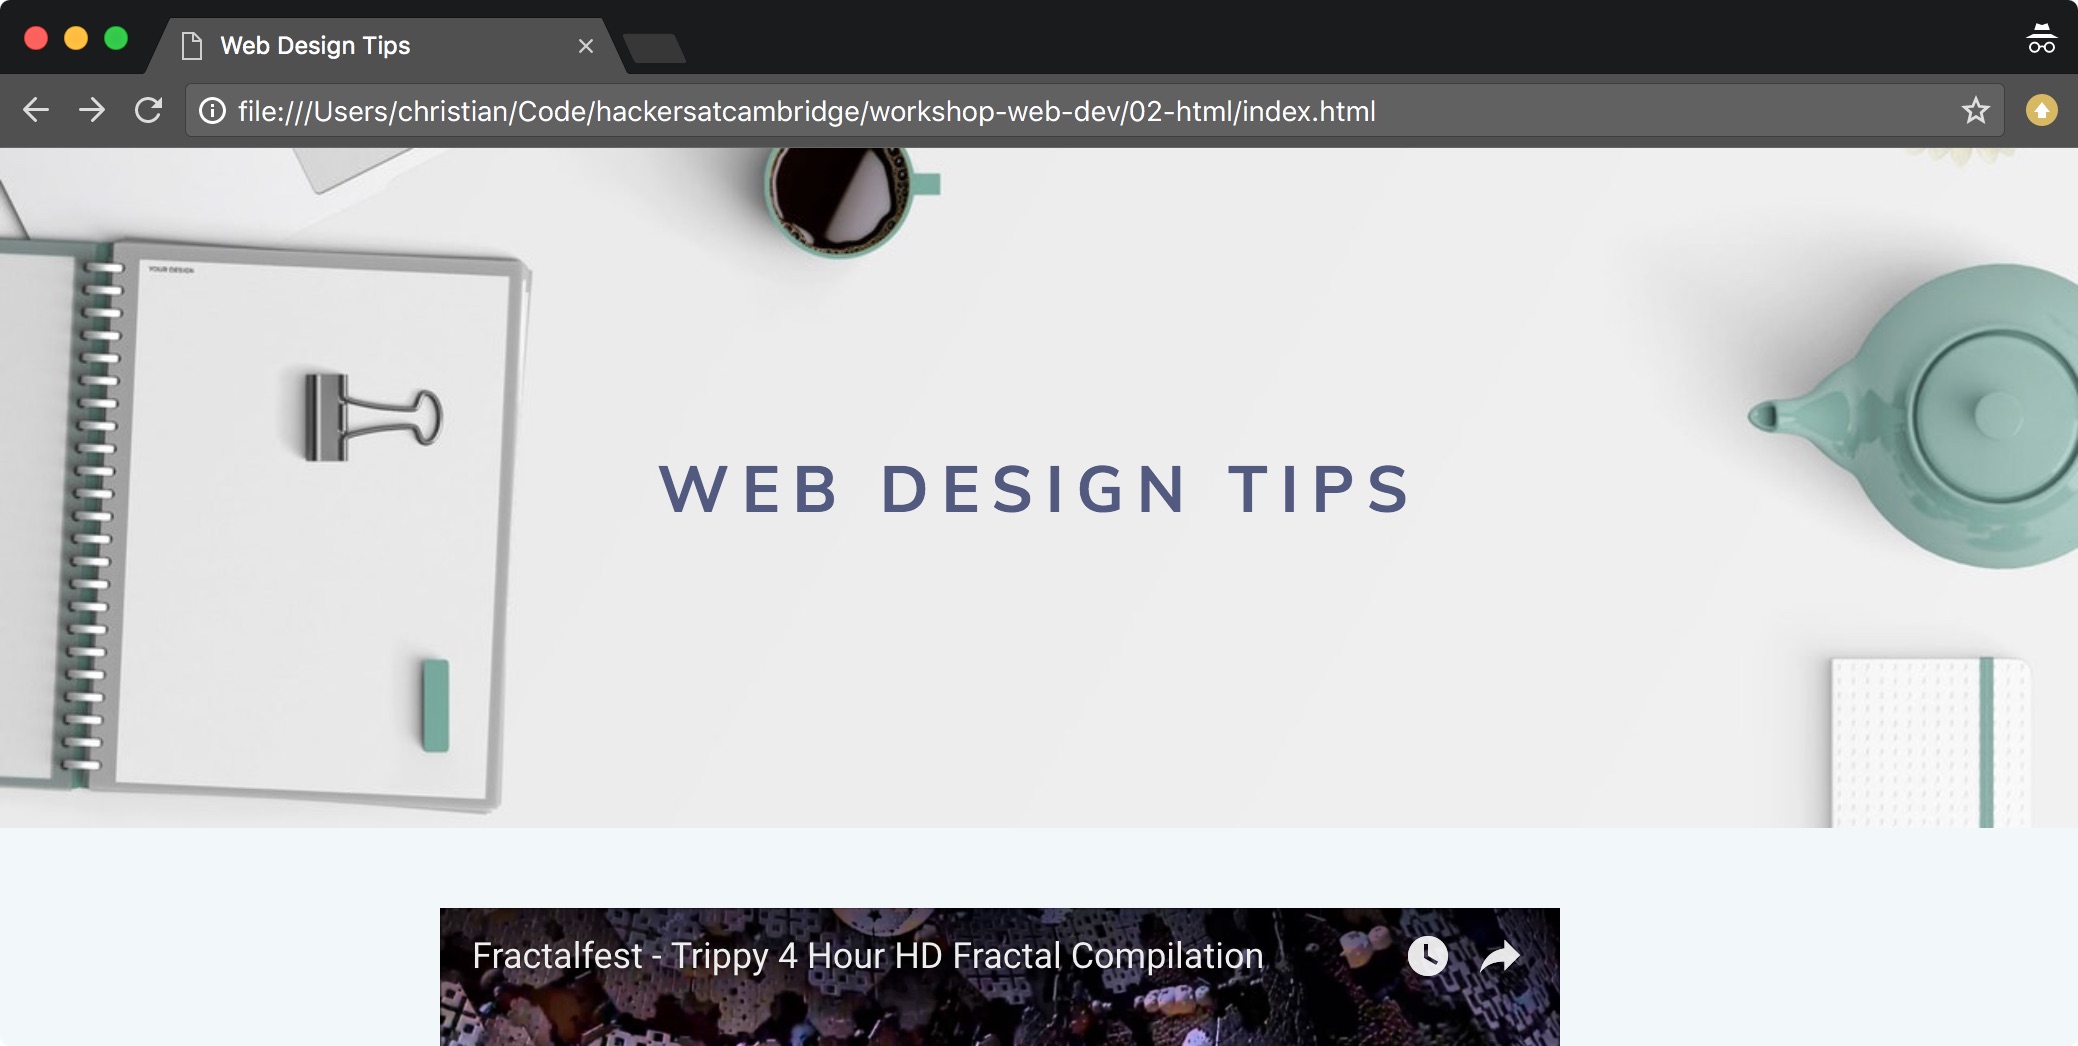 Web Design Tips
file:///Users/christian/Code/hackersatcambridge/workshop-web-dev/02-html/index.html
YOUR DESIGN
WEB DESIGN TIPS
Fractalfest - Trippy 4 Hour HD Fractal Compilation